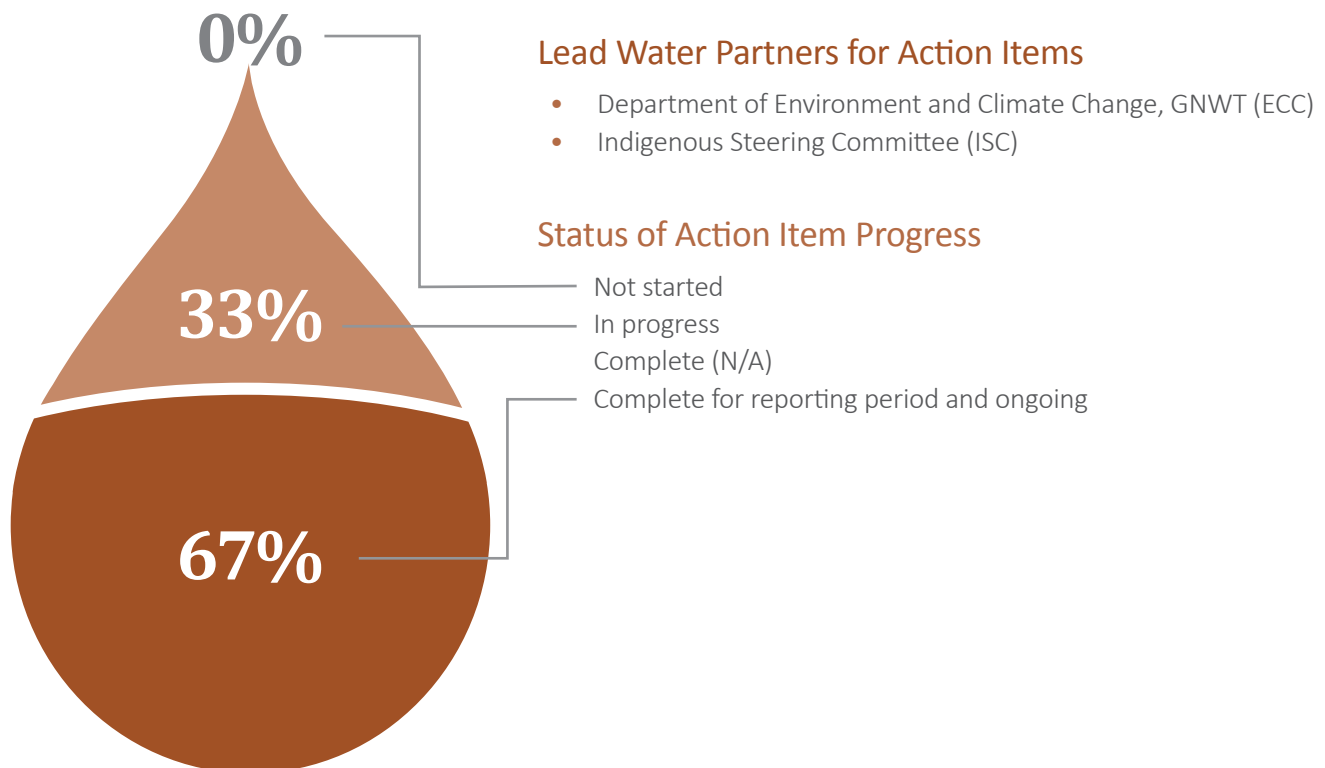 0%
Lead Water Partners for Action Items
• Department of Environment and Climate Change, GNWT (ECC)
• Indigenous Steering Committee (ISC)
Status of Action Item Progress
Not started
33%
In progress
Complete (N/A)
Complete for reporting period and ongoing
67%